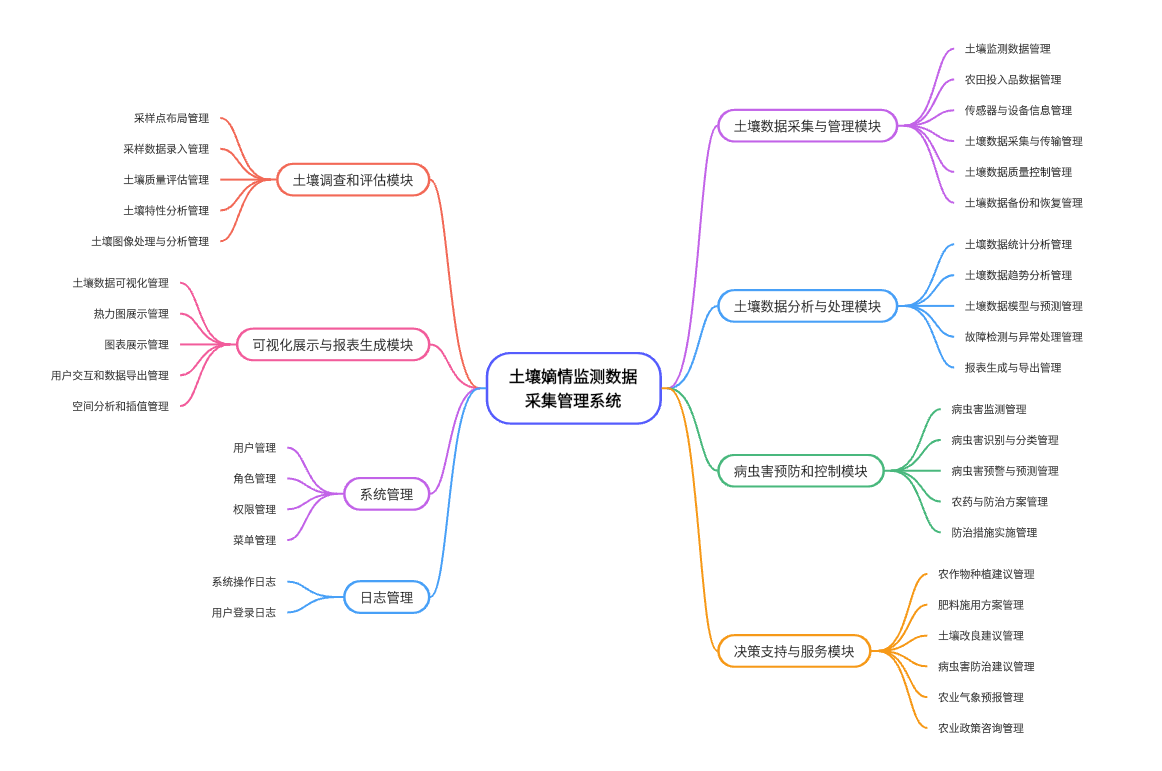 土壤嫡情监测数据
采集管理系统
土壤数据采集与管理模块
土壤监测数据管理
农田投入品数据管理
传感器与设备信息管理
土壤数据采集与传输管理
土壤数据质量控制管理
土壤数据备份和恢复管理
土壤数据分析与处理模块
土壤数据统计分析管理
土壤数据趋势分析管理
土壤数据模型与预测管理
故障检测与异常处理管理
报表生成与导出管理
病虫害预防和控制模块
病虫害监测管理
病虫害识别与分类管理
病虫害预警与预测管理
农药与防治方案管理
防治措施实施管理
决策支持与服务模块
农作物种植建议管理
肥料施用方案管理
土壤改良建议管理
病虫害防治建议管理
农业气象预报管理
农业政策咨询管理
土壤调查和评估模块
采样点布局管理
采样数据录入管理
土壤质量评估管理
土壤特性分析管理
土壤图像处理与分析管理
可视化展示与报表生成模块
土壤数据可视化管理
热力图展示管理
图表展示管理
用户交互和数据导出管理
空间分析和插值管理
系统管理
用户管理
角色管理
权限管理
菜单管理
日志管理
系统操作日志
用户登录日志